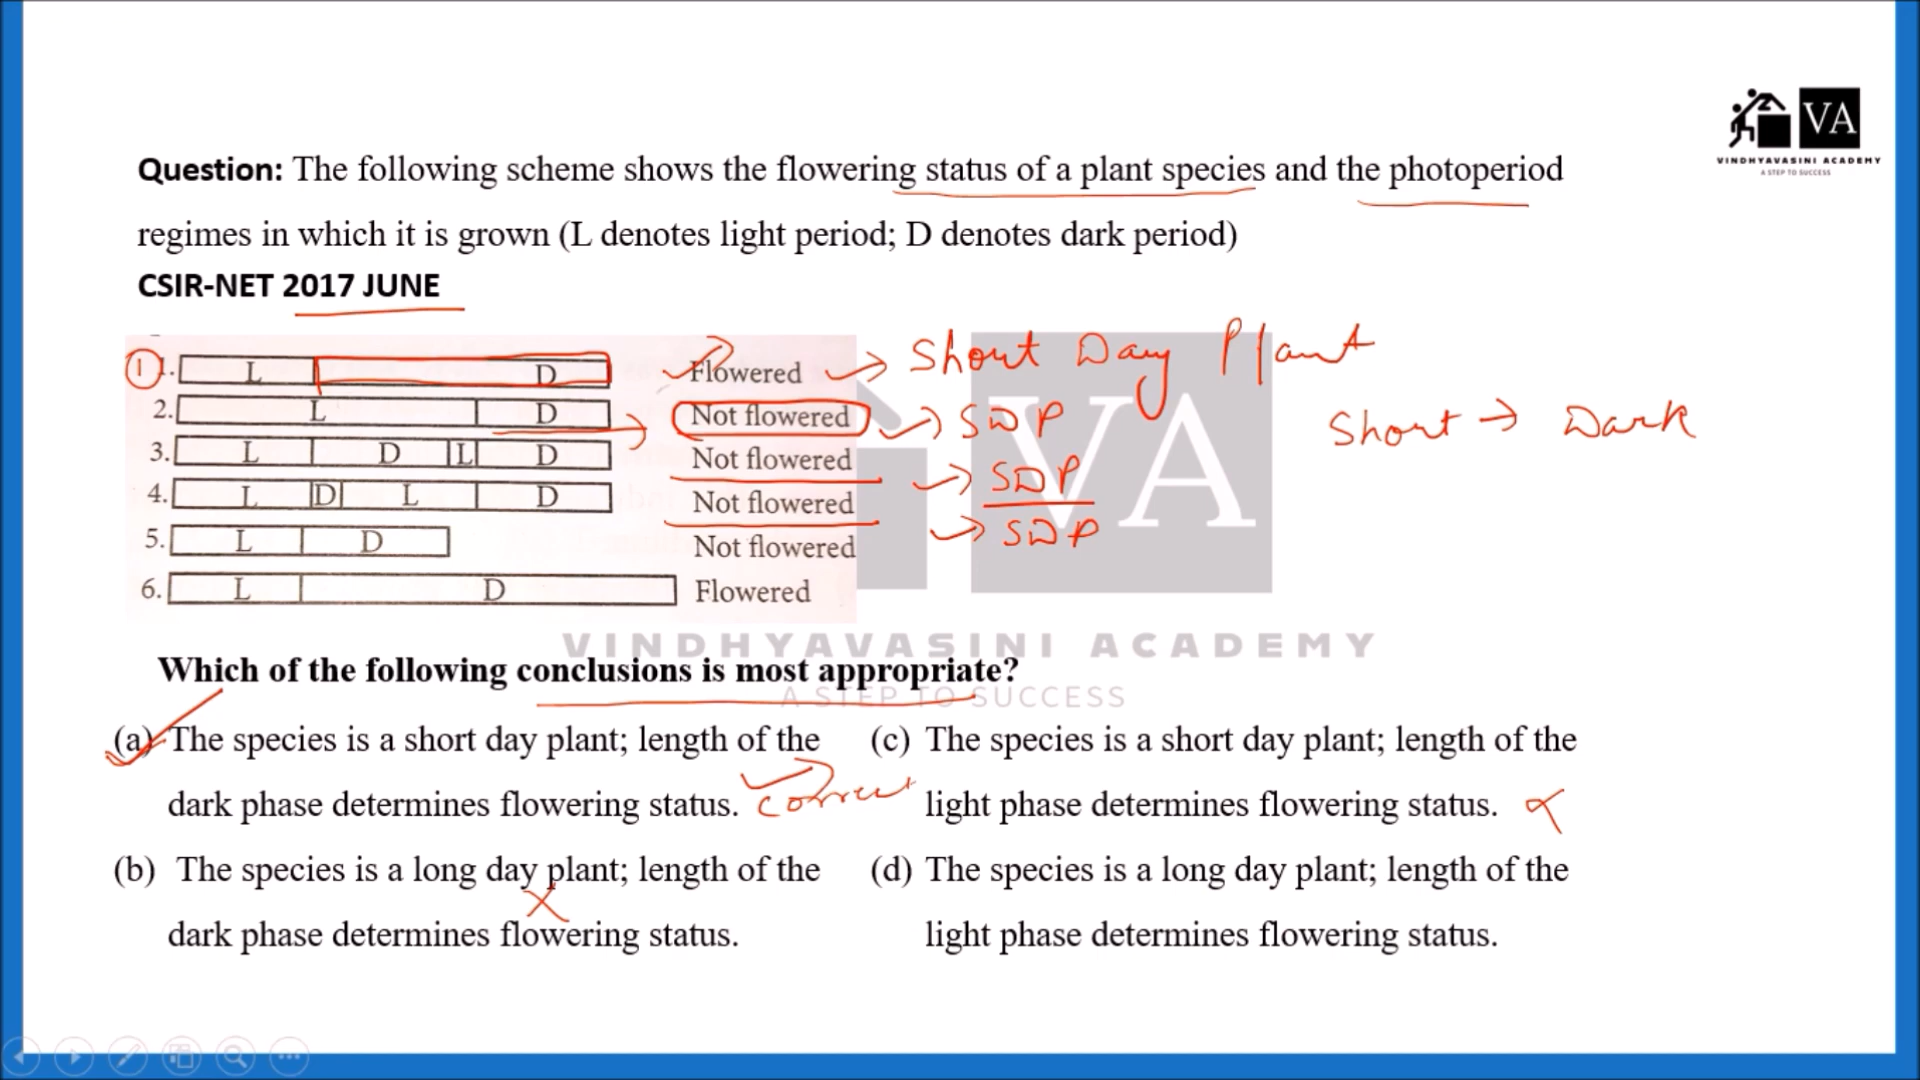 VA
VINDHYAVASINI ACADEMY
A STEP TO SUCCESS
Question: The following scheme shows the flowering status of a plant species and the photoperiod
regimes in which it is grown (L denotes light period; D denotes dark period)
CSIR-NET 2017 JUNE
1 1. L D Flowered → Short Day Plant
2. L D Not flowered → SDP Short → Dark
3. L D L D Not flowered → SDP
4. L D L D Not flowered → SDP
5. L D Not flowered
6. L D Flowered
VA
VINDHYAVASINI ACADEMY
A STEP TO SUCCESS
Which of the following conclusions is most appropriate?
(a) The species is a short day plant; length of the
dark phase determines flowering status. correct
(b) The species is a long day plant; length of the
dark phase determines flowering status.
(c) The species is a short day plant; length of the
light phase determines flowering status.
(d) The species is a long day plant; length of the
light phase determines flowering status.